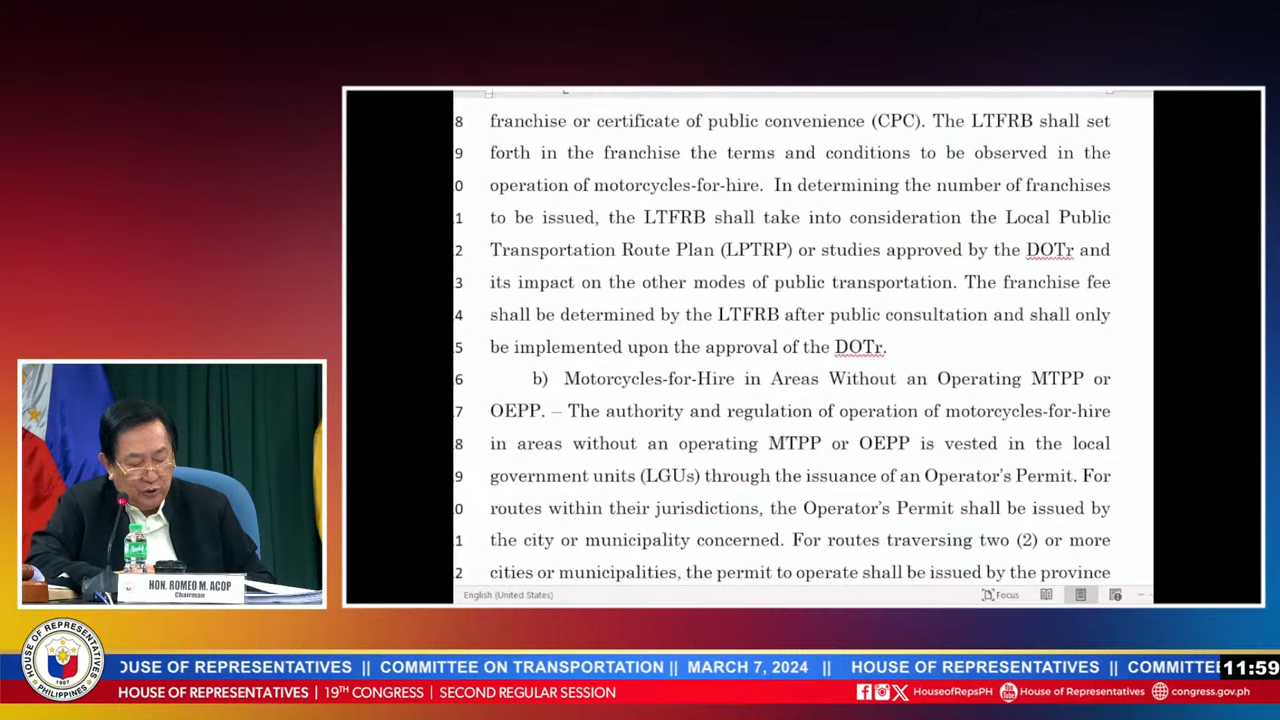 8 franchise or certificate of public convenience (CPC). The LTFRB shall set
9 forth in the franchise the terms and conditions to be observed in the
0 operation of motorcycles-for-hire. In determining the number of franchises
1 to be issued, the LTFRB shall take into consideration the Local Public
2 Transportation Route Plan (LPTRP) or studies approved by the DOTr and
3 its impact on the other modes of public transportation. The franchise fee
4 shall be determined by the LTFRB after public consultation and shall only
5 be implemented upon the approval of the DOTr.
6 b) Motorcycles-for-Hire in Areas Without an Operating MTPP or
7 OEPP. – The authority and regulation of operation of motorcycles-for-hire
8 in areas without an operating MTPP or OEPP is vested in the local
9 government units (LGUs) through the issuance of an Operator's Permit. For
0 routes within their jurisdictions, the Operator's Permit shall be issued by
1 the city or municipality concerned. For routes traversing two (2) or more
2 cities or municipalities, the permit to operate shall be issued by the province
English (United States)
Focus
HON. ROMEO M. ACOP
Chairman
HOUSE OF REPRESENTATIVES
PHILIPPINES
1907
OUSE OF REPRESENTATIVES || COMMITTEE ON TRANSPORTATION || MARCH 7, 2024 || HOUSE OF REPRESENTATIVES || COMMITTE
11:59
HOUSE OF REPRESENTATIVES | 19TH CONGRESS | SECOND REGULAR SESSION
HouseofRepsPH
House of Representatives
congress.gov.ph